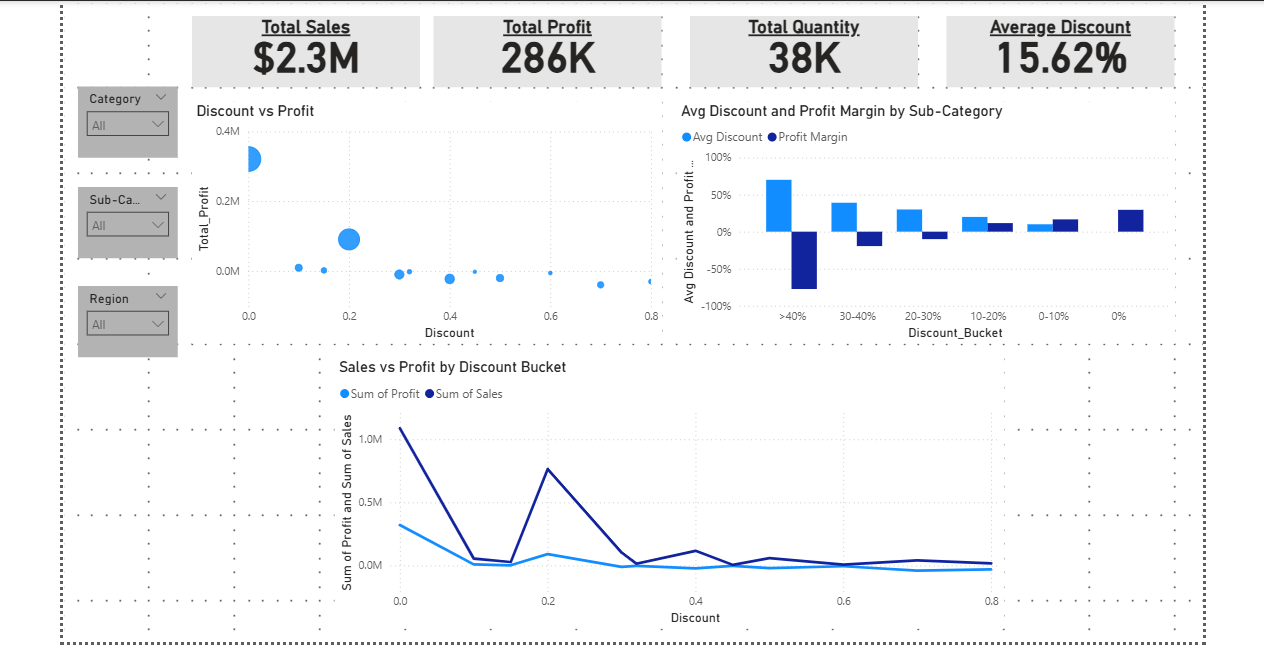 Total Sales
$2.3M
Total Profit
286K
Total Quantity
38K
Average Discount
15.62%
Category
All
Sub-Ca...
All
Region
All
Discount vs Profit
Total_Profit
0.4M
0.2M
0.0M
0.0 0.2 0.4 0.6 0.8
Discount
Avg Discount and Profit Margin by Sub-Category
Avg Discount Profit Margin
Avg Discount and Profit ...
100%
50%
0%
-50%
-100%
>40% 30-40% 20-30% 10-20% 0-10% 0%
Discount_Bucket
Sales vs Profit by Discount Bucket
Sum of Profit Sum of Sales
Sum of Profit and Sum of Sales
1.0M
0.5M
0.0M
0.0 0.2 0.4 0.6 0.8
Discount